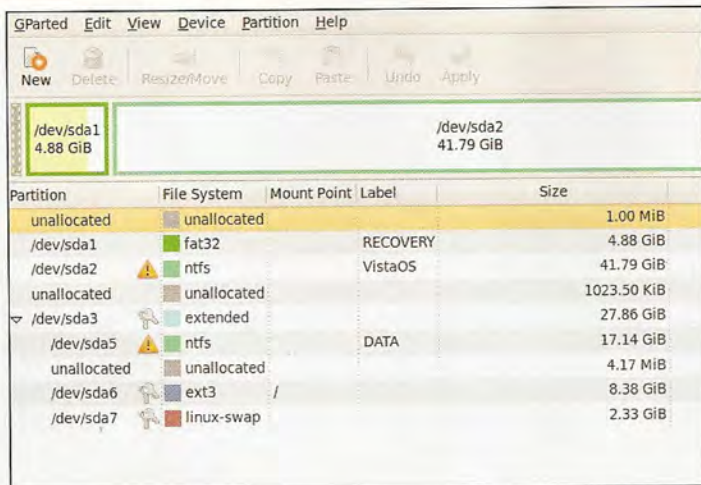 GParted Edit View Device Partition Help
New Delete Resize/Move Copy Paste Undo Apply
/dev/sda1
4.88 GiB
/dev/sda2
41.79 GiB
Partition File System Mount Point Label Size
unallocated unallocated 1.00 MiB
/dev/sda1 fat32 RECOVERY 4.88 GiB
/dev/sda2 ntfs VistaOS 41.79 GiB
unallocated unallocated 1023.50 KiB
/dev/sda3 extended 27.86 GiB
/dev/sda5 ntfs DATA 17.14 GiB
unallocated unallocated 4.17 MiB
/dev/sda6 ext3 / 8.38 GiB
/dev/sda7 linux-swap 2.33 GiB